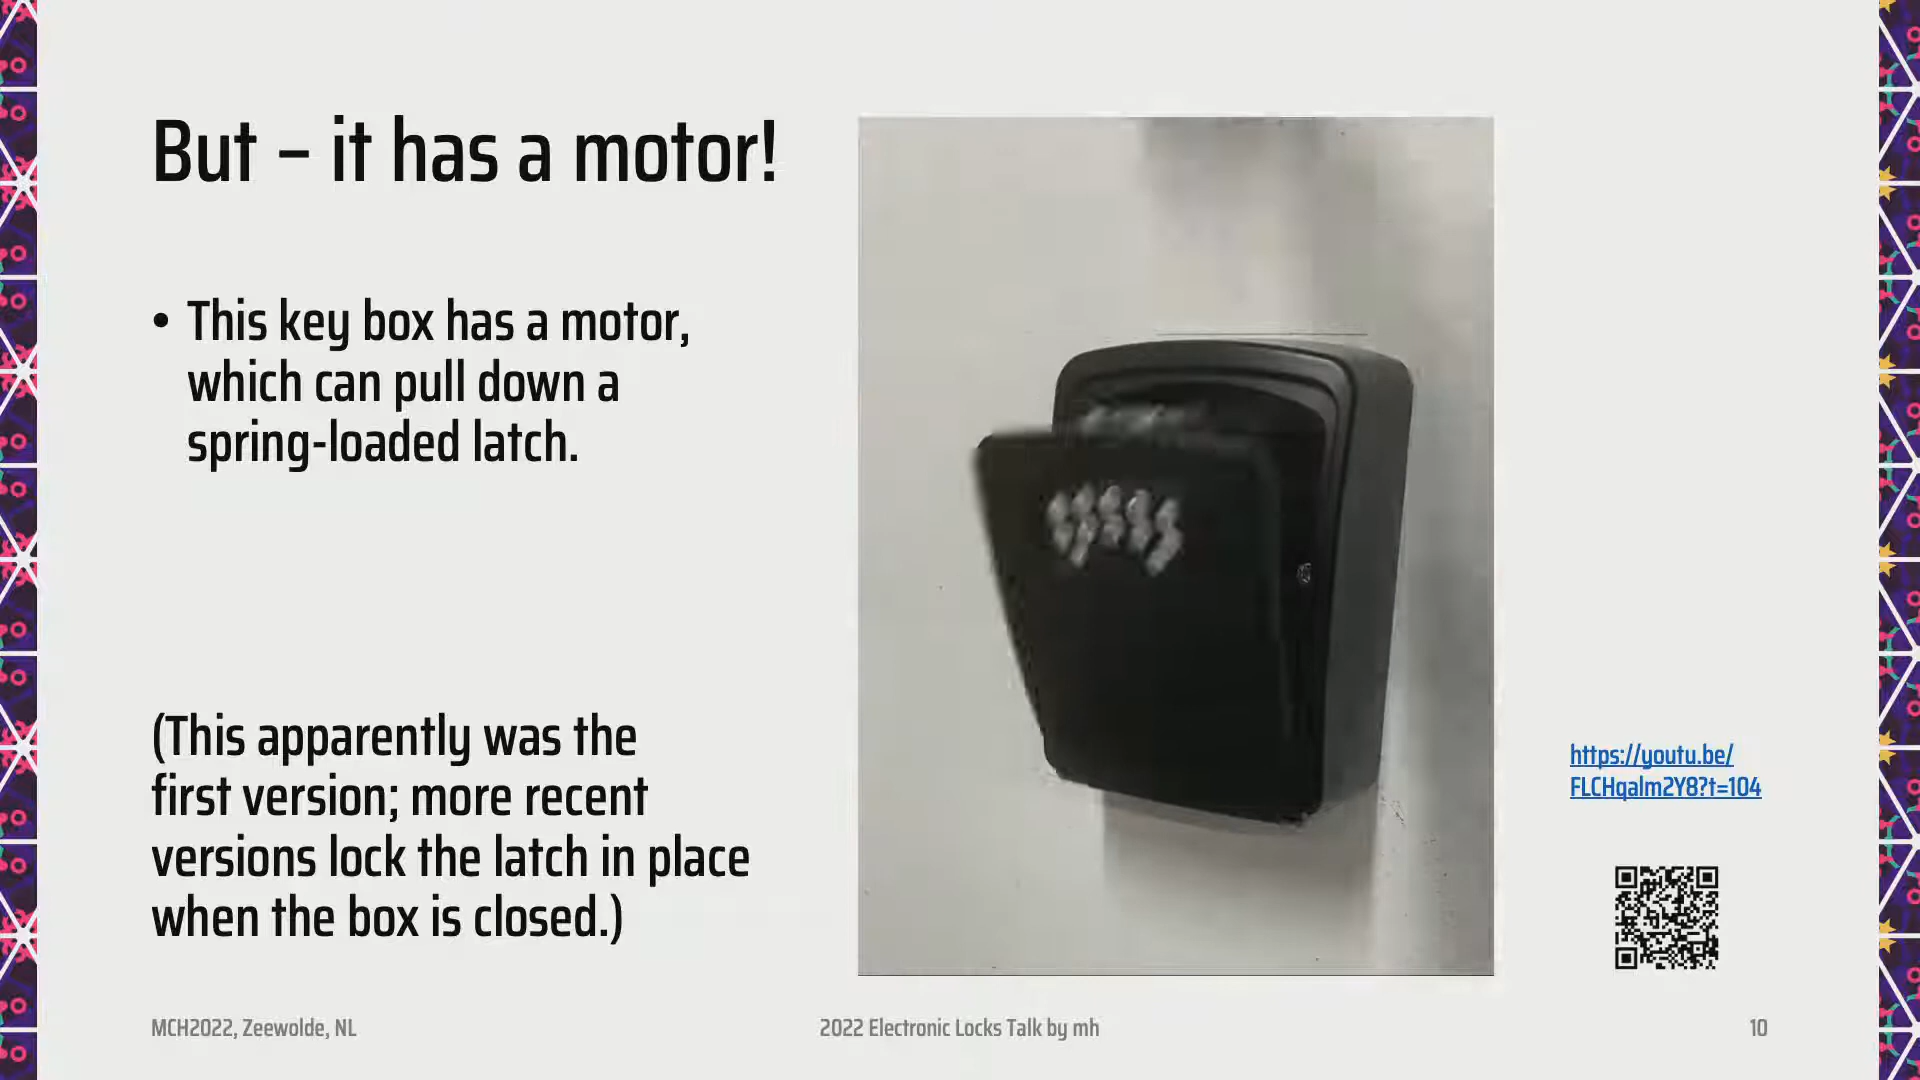 But – it has a motor!
• This key box has a motor,
which can pull down a
spring-loaded latch.
(This apparently was the
first version; more recent
versions lock the latch in place
when the box is closed.)
https://youtu.be/
FLCHqalm2Y8?t=104
MCH2022, Zeewolde, NL
2022 Electronic Locks Talk by mh
10